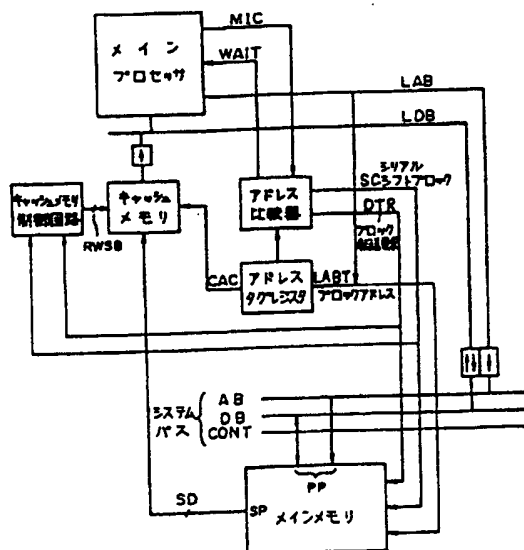 MIC
メイン
プロセッサ
WAIT
LAB
LDB
シリアル
SCシフトブロック
キャッシュメモリ
制御回路
キャッシュ
メモリ
アドレス
比較器
DTR
ブロック
RWSB
CAC
アドレス
タグレジスタ
LABT
ブロックアドレス
システム
バス
AB
DB
CONT
PP
SD
SP
メインメモリ